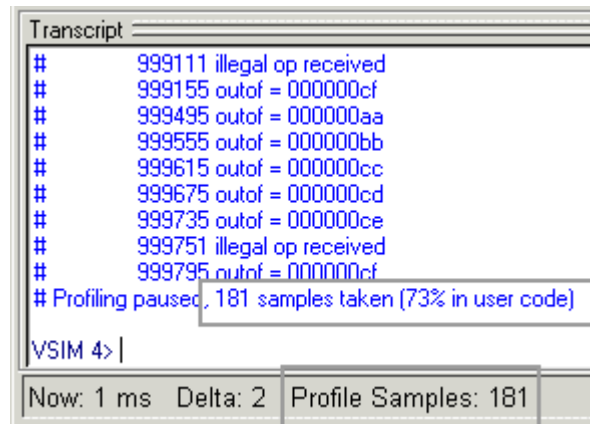 Transcript
# 999111 illegal op received
# 999155 outof = 000000cf
# 999495 outof = 000000aa
# 999555 outof = 000000bb
# 999615 outof = 000000cc
# 999675 outof = 000000cd
# 999735 outof = 000000ce
# 999751 illegal op received
# 999795 outof = 000000cf
# Profiling paused, 181 samples taken (73% in user code)
VSIM 4>
Now: 1 ms Delta: 2 Profile Samples: 181